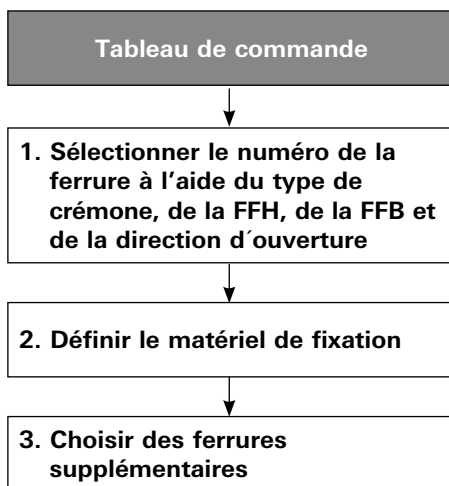 Tableau de commande
1. Sélectionner le numéro de la
ferrure à l’aide du type de
crémone, de la FFH, de la FFB et
de la direction d´ouverture
2. Définir le matériel de fixation
3. Choisir des ferrures
supplémentaires